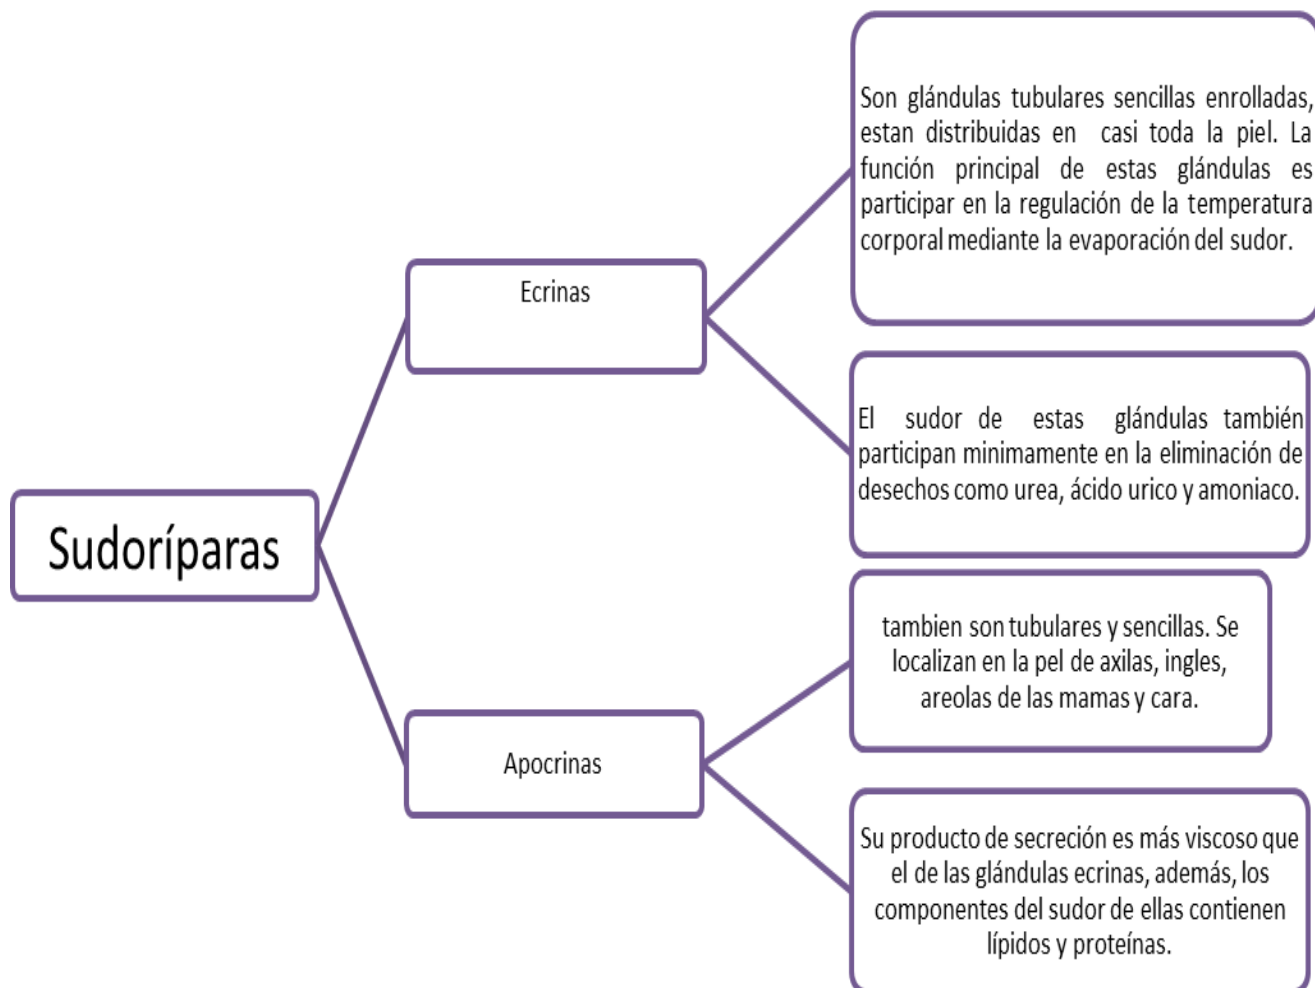 Sudoríparas
Ecrinas
Son glándulas tubulares sencillas enrolladas,
estan distribuidas en casi toda la piel. La
función principal de estas glándulas es
participar en la regulación de la temperatura
corporal mediante la evaporación del sudor.
El sudor de estas glándulas también
participan minimamente en la eliminación de
desechos como urea, ácido urico y amoniaco.
Apocrinas
tambien son tubulares y sencillas. Se
localizan en la pel de axilas, ingles,
areolas de las mamas y cara.
Su producto de secreción es más viscoso que
el de las glándulas ecrinas, además, los
componentes del sudor de ellas contienen
lípidos y proteínas.